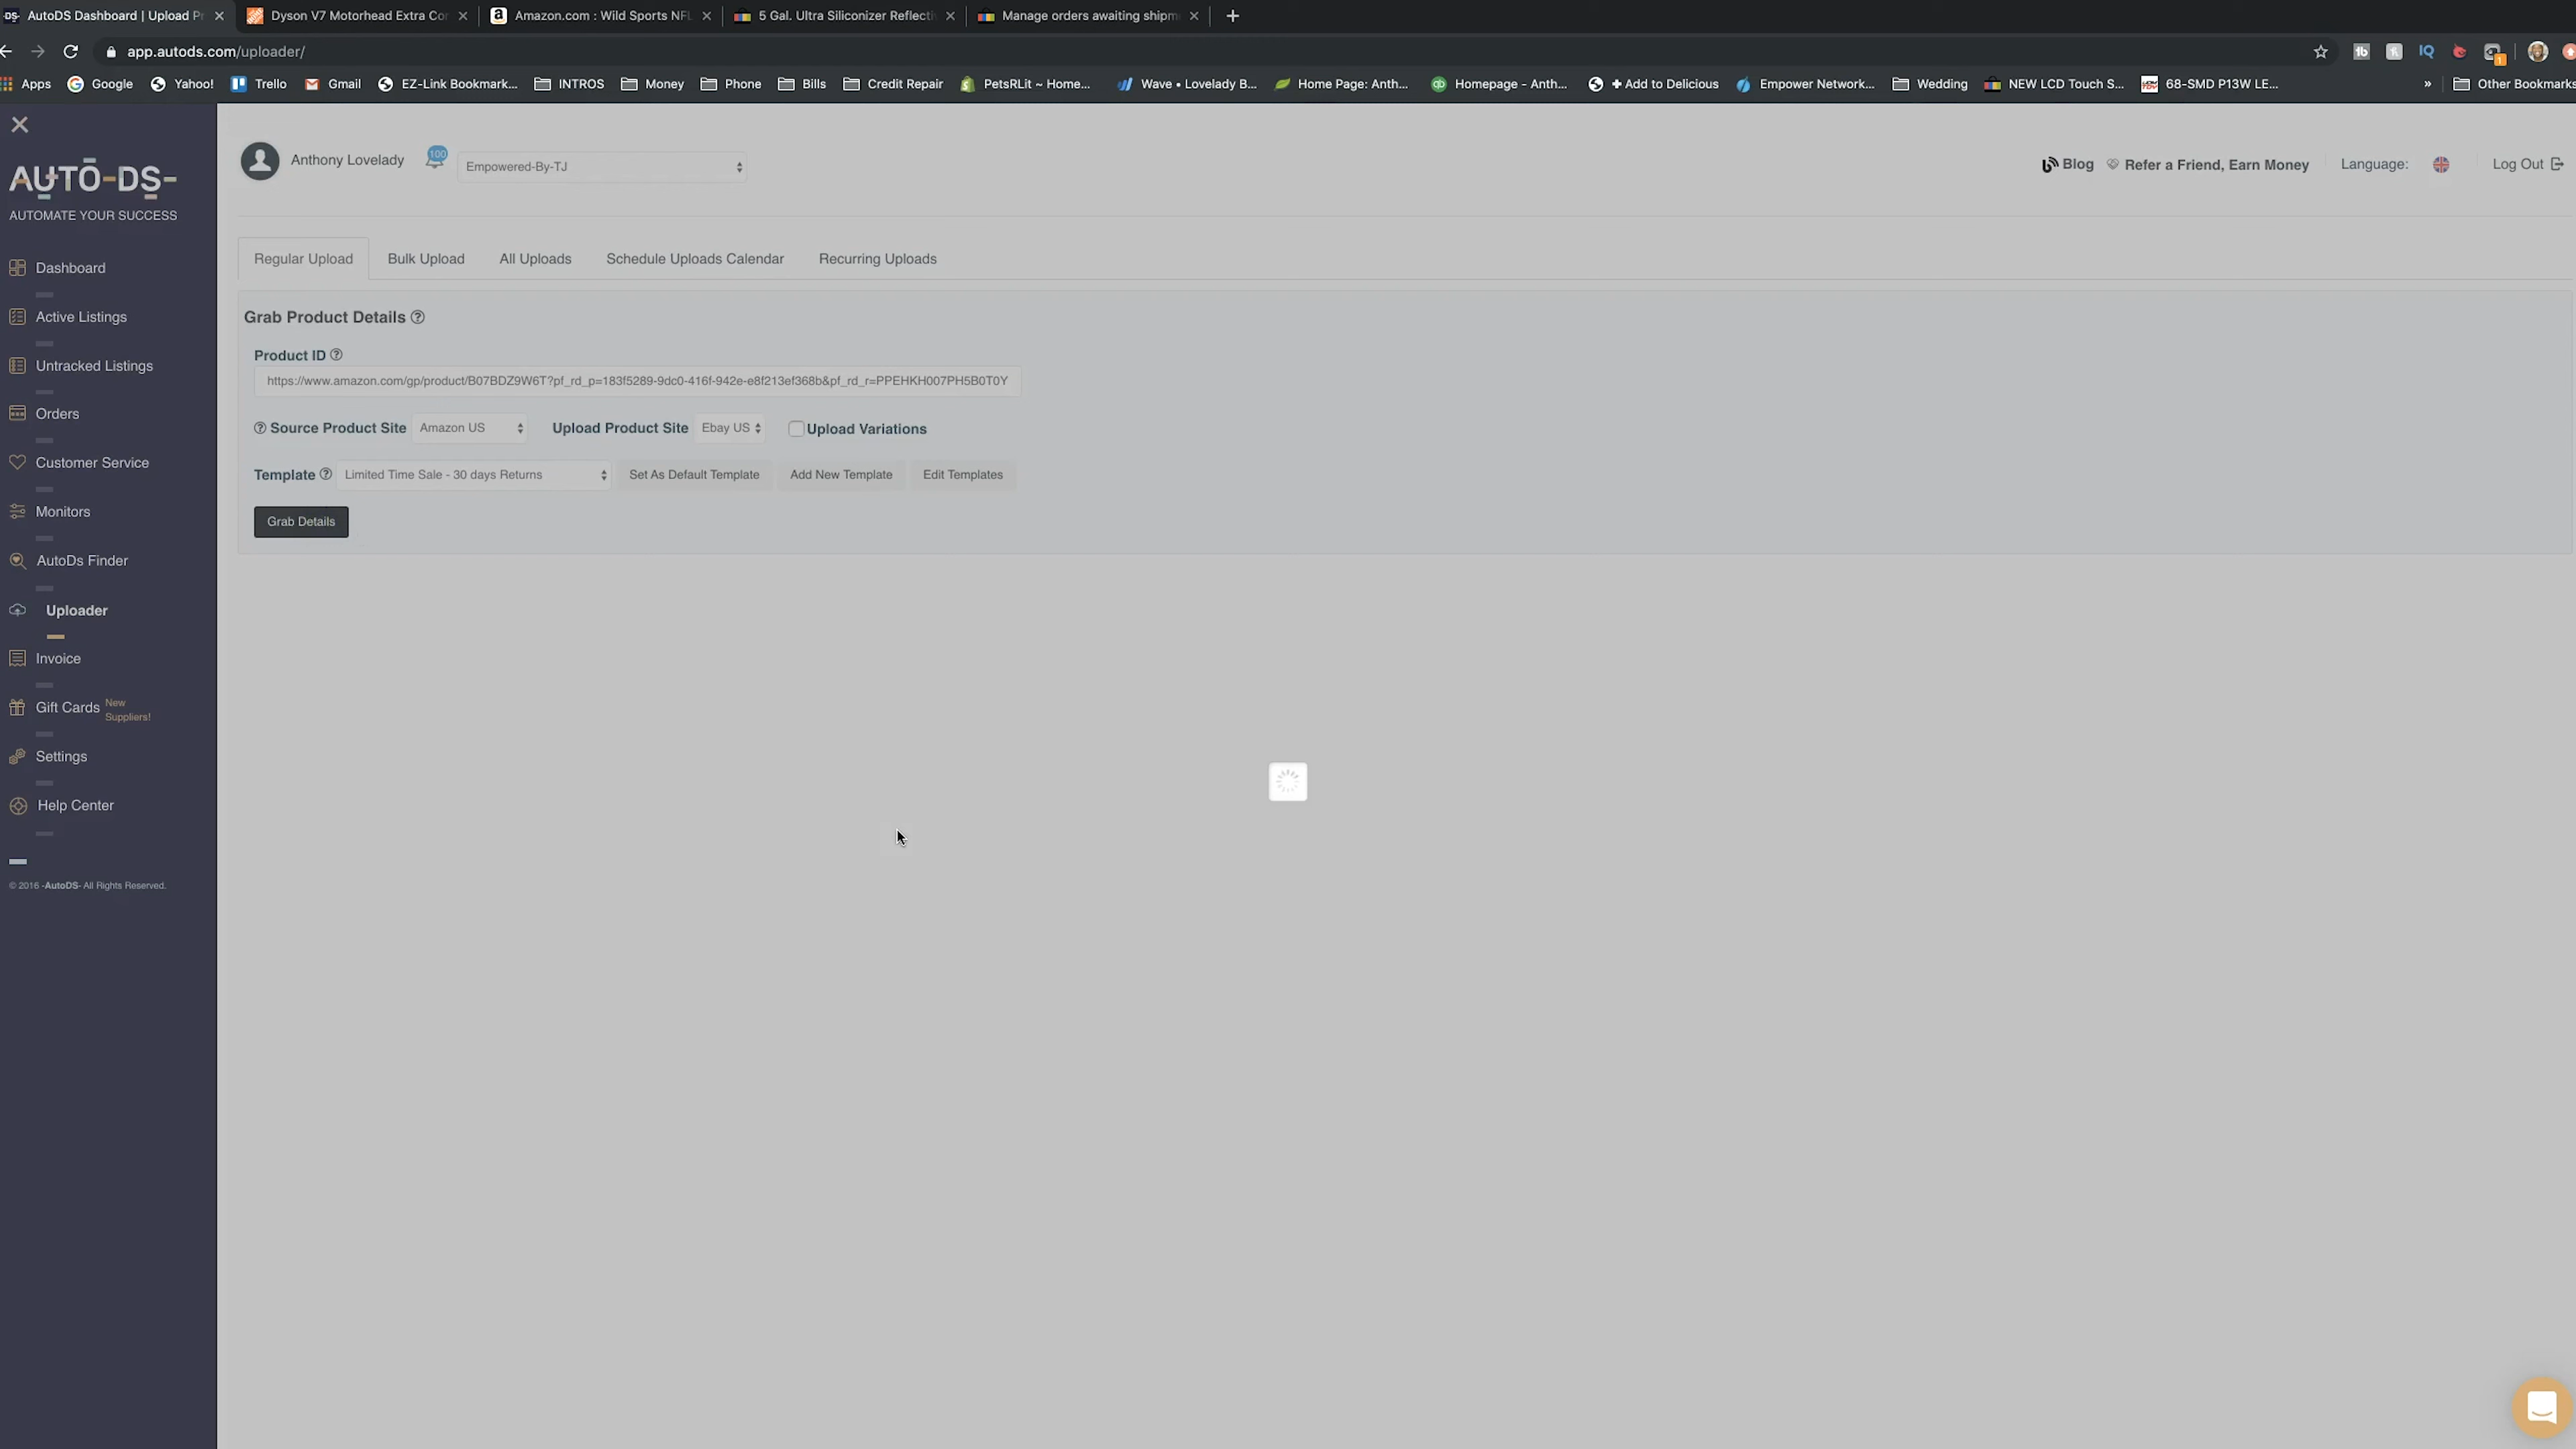 DS- AutoDS Dashboard | Upload Pr
Dyson V7 Motorhead Extra Cor
Amazon.com : Wild Sports NFL
5 Gal. Ultra Siliconizer Reflecti
Manage orders awaiting shipm
app.autods.com/uploader/
Apps Google Yahoo! Trello Gmail EZ-Link Bookmark... INTROS Money Phone Bills Credit Repair PetsRLit ~ Home... Wave • Lovelady B... Home Page: Anth... Homepage - Anth... + Add to Delicious Empower Network... Wedding NEW LCD Touch S... 68-SMD P13W LE... » Other Bookmarks
AUTO-DS-
AUTOMATE YOUR SUCCESS
Dashboard
Active Listings
Untracked Listings
Orders
Customer Service
Monitors
AutoDs Finder
Uploader
Invoice
Gift Cards New Suppliers!
Settings
Help Center
© 2016 -AutoDS- All Rights Reserved.
Anthony Lovelady 100 Empowered-By-TJ
Blog Refer a Friend, Earn Money Language: Log Out
Regular Upload Bulk Upload All Uploads Schedule Uploads Calendar Recurring Uploads
Grab Product Details ?
Product ID ?
https://www.amazon.com/gp/product/B07BDZ9W6T?pf_rd_p=183f5289-9dc0-416f-942e-e8f213ef368b&pf_rd_r=PPEHKH007PH5B0T0Y
? Source Product Site Amazon US Upload Product Site Ebay US Upload Variations
Template ? Limited Time Sale - 30 days Returns Set As Default Template Add New Template Edit Templates
Grab Details